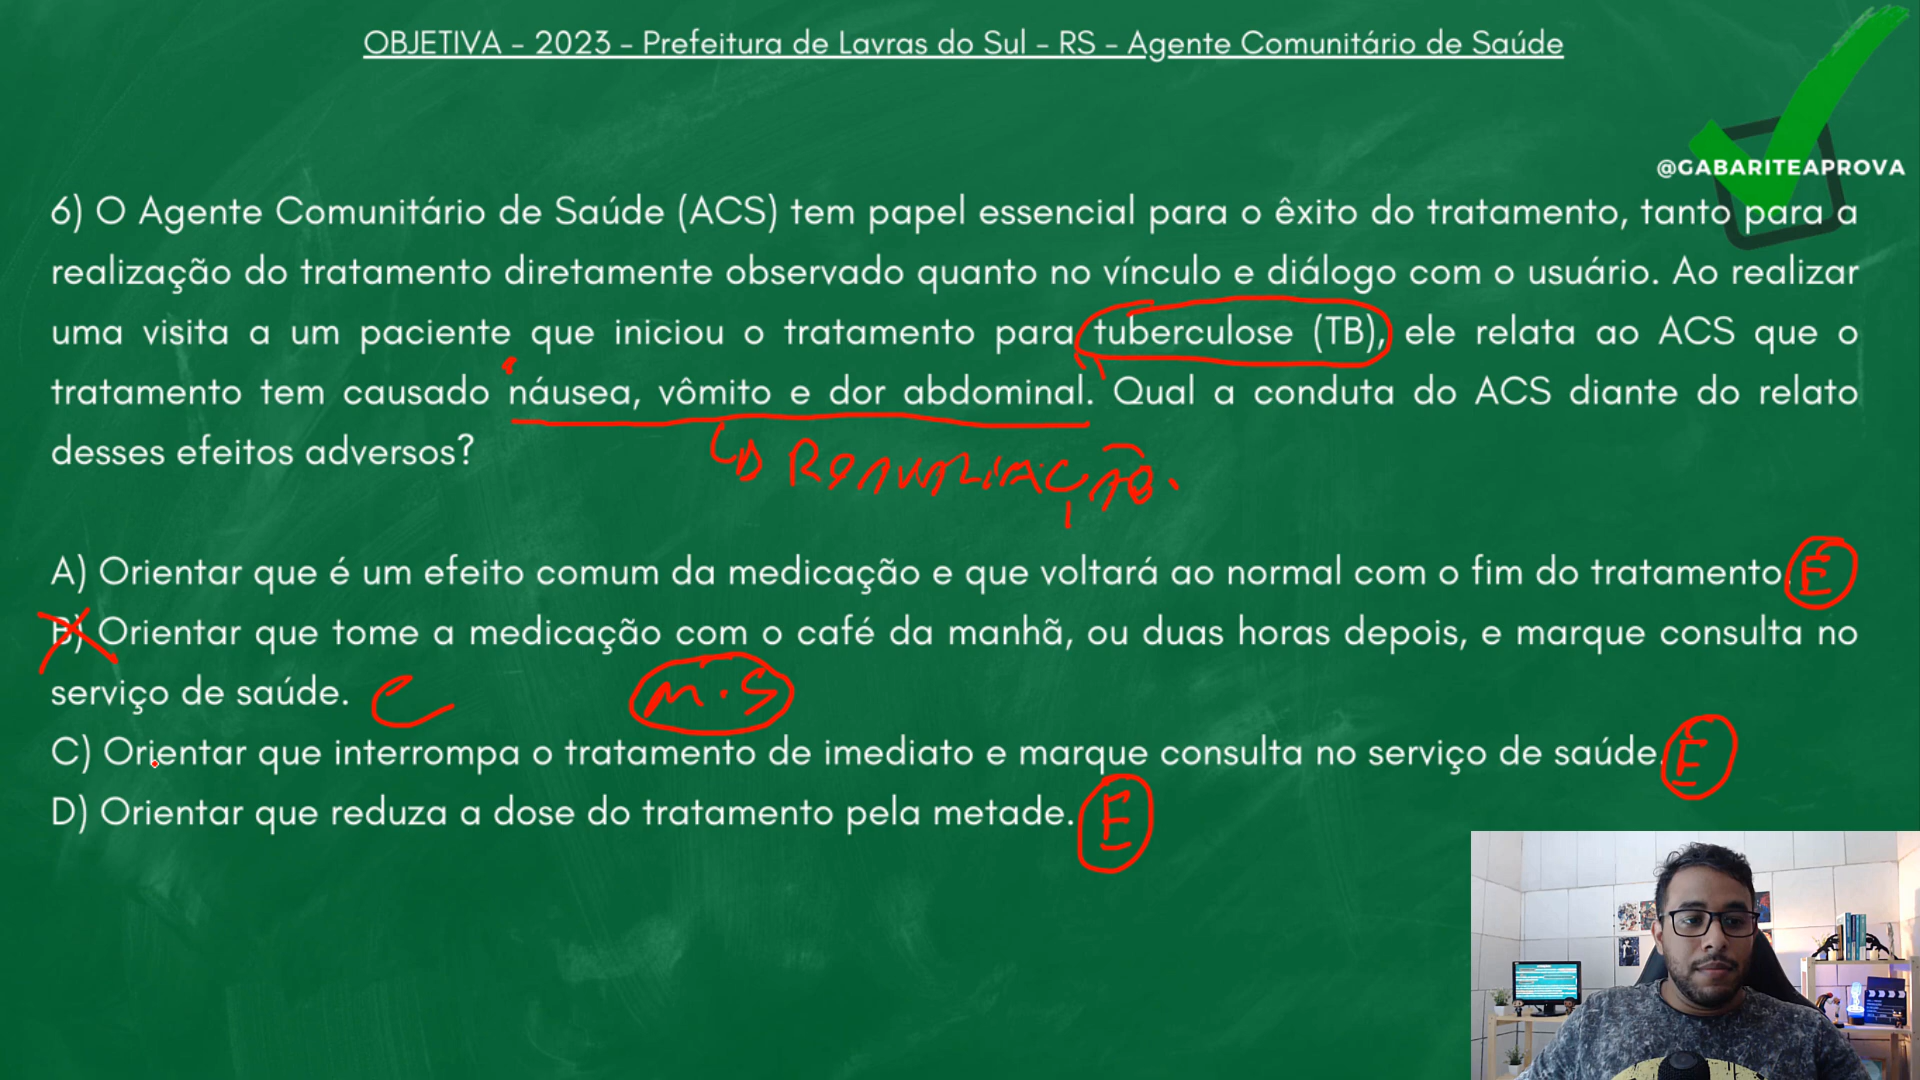 OBJETIVA - 2023 - Prefeitura de Lavras do Sul - RS - Agente Comunitário de Saúde
@GABARITEAPROVA
6) O Agente Comunitário de Saúde (ACS) tem papel essencial para o êxito do tratamento, tanto para a
realização do tratamento diretamente observado quanto no vínculo e diálogo com o usuário. Ao realizar
uma visita a um paciente que iniciou o tratamento para tuberculose (TB), ele relata ao ACS que o
tratamento tem causado náusea, vômito e dor abdominal. Qual a conduta do ACS diante do relato
desses efeitos adversos?
REAVALIAÇÃO.
A) Orientar que é um efeito comum da medicação e que voltará ao normal com o fim do tratamento. E
B) Orientar que tome a medicação com o café da manhã, ou duas horas depois, e marque consulta no
serviço de saúde. C M.S
C) Orientar que interrompa o tratamento de imediato e marque consulta no serviço de saúde. E
D) Orientar que reduza a dose do tratamento pela metade. E